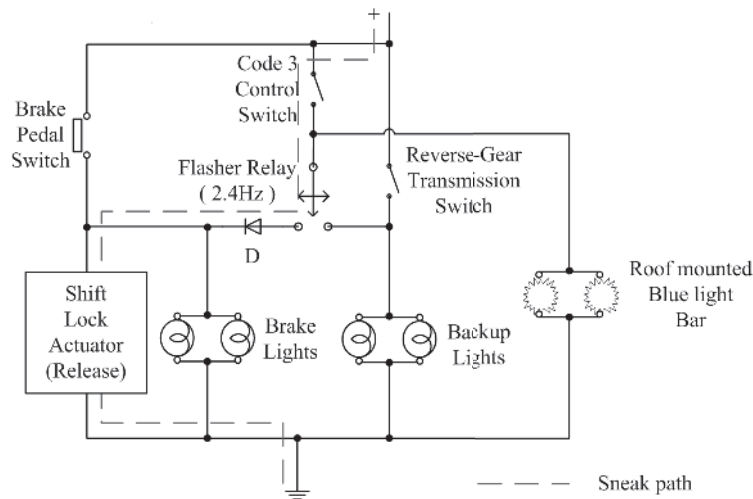 +
Code 3
Control
Switch
Brake
Pedal
Switch
Flasher Relay
( 2.4Hz )
Reverse-Gear
Transmission
Switch
D
Shift
Lock
Actuator
(Release)
Brake
Lights
Backup
Lights
Roof mounted
Blue light
Bar
Sneak path